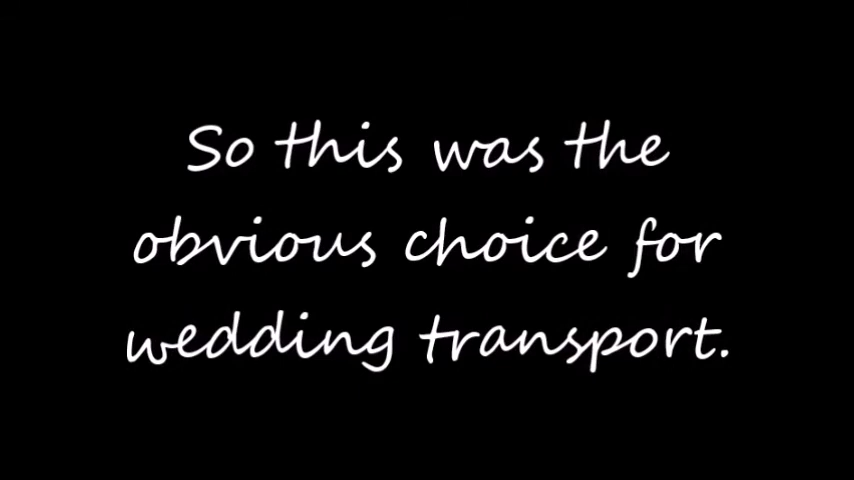 So this was the
obvious choice for
wedding transport.